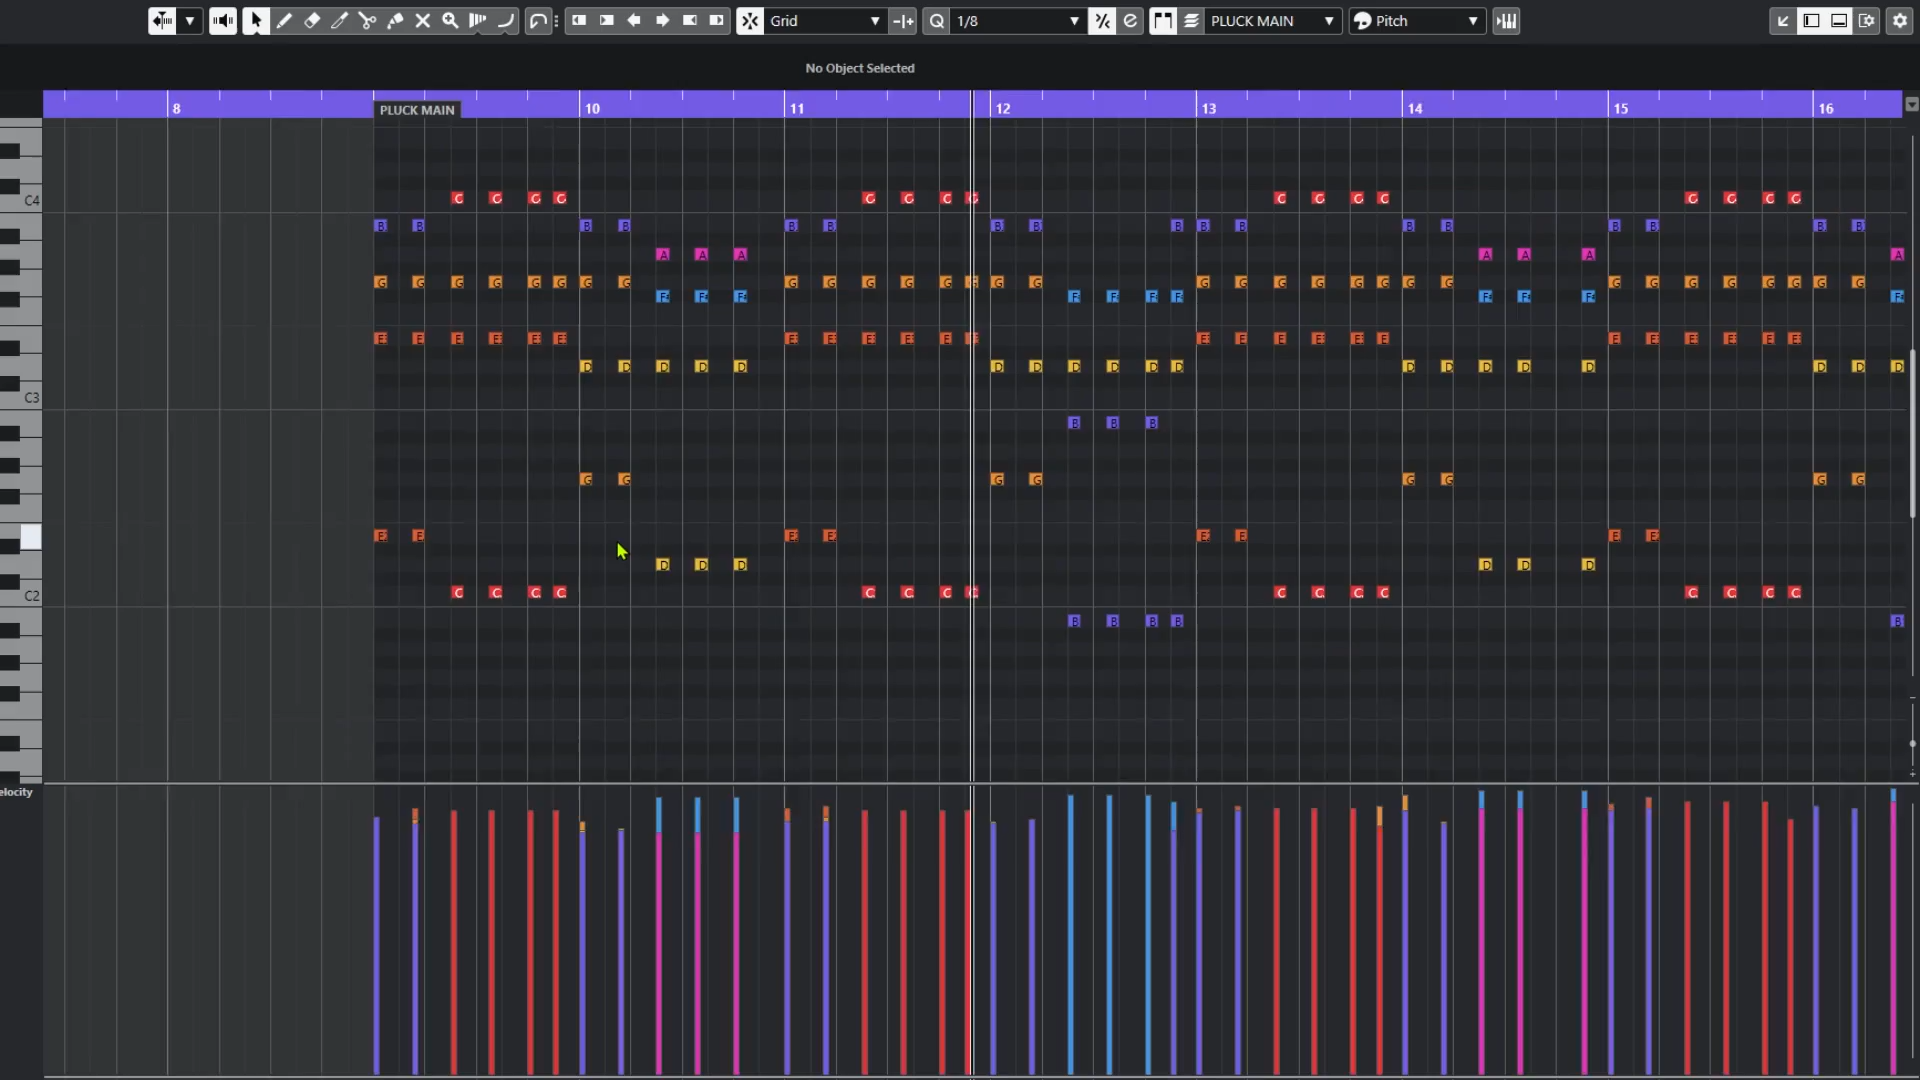 Grid 1/8 PLUCK MAIN Pitch
No Object Selected
8 PLUCK MAIN 10 11 12 13 14 15 16
C4 C C C C C C C C C C C C C C C C
B B B B B B B B B B B B B B B B B
A A A A A A A
G G G G G G G G G G G G G G G G G G G G G G G G G G G G G G G G
F F F F F F F F F F F
E E E E E E E E E E E E E E E E E E E E E E E E
D D D D D D D D D D D D D D D D D D D
C3
B B B
G G G G G G G G
E E E E E E E E
D D D D D D
C2 C C C C C C C C C C C C C C C C
B B B B B
elocity